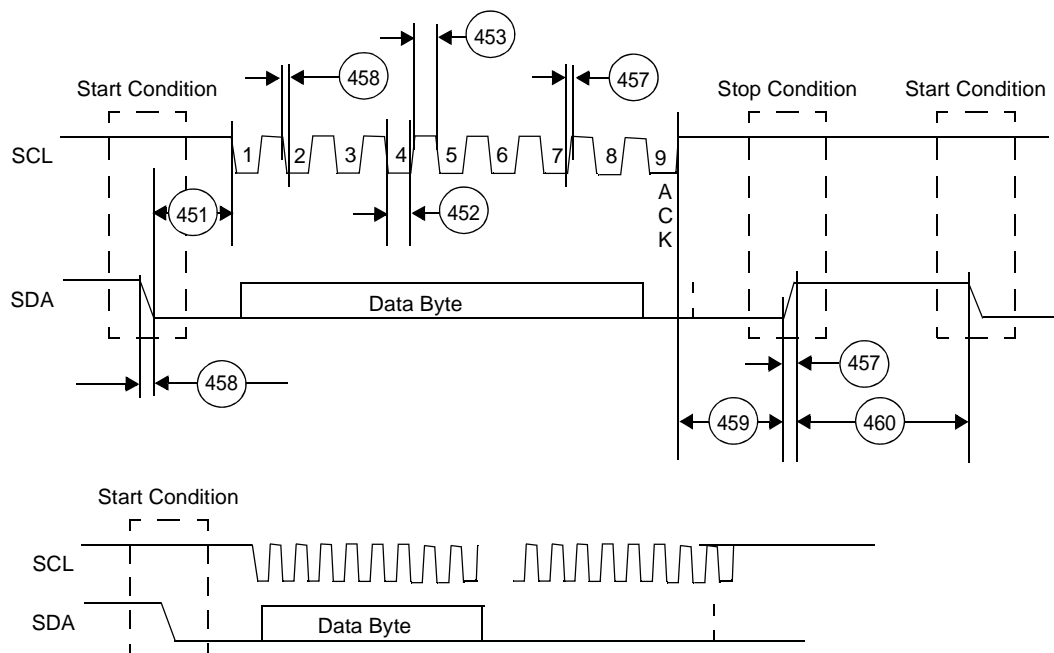 453
458
457
Start Condition
Stop Condition
Start Condition
SCL
1 2 3 4 5 6 7 8 9
A
C
K
451
452
SDA
Data Byte
458
457
459
460
Start Condition
SCL
SDA
Data Byte